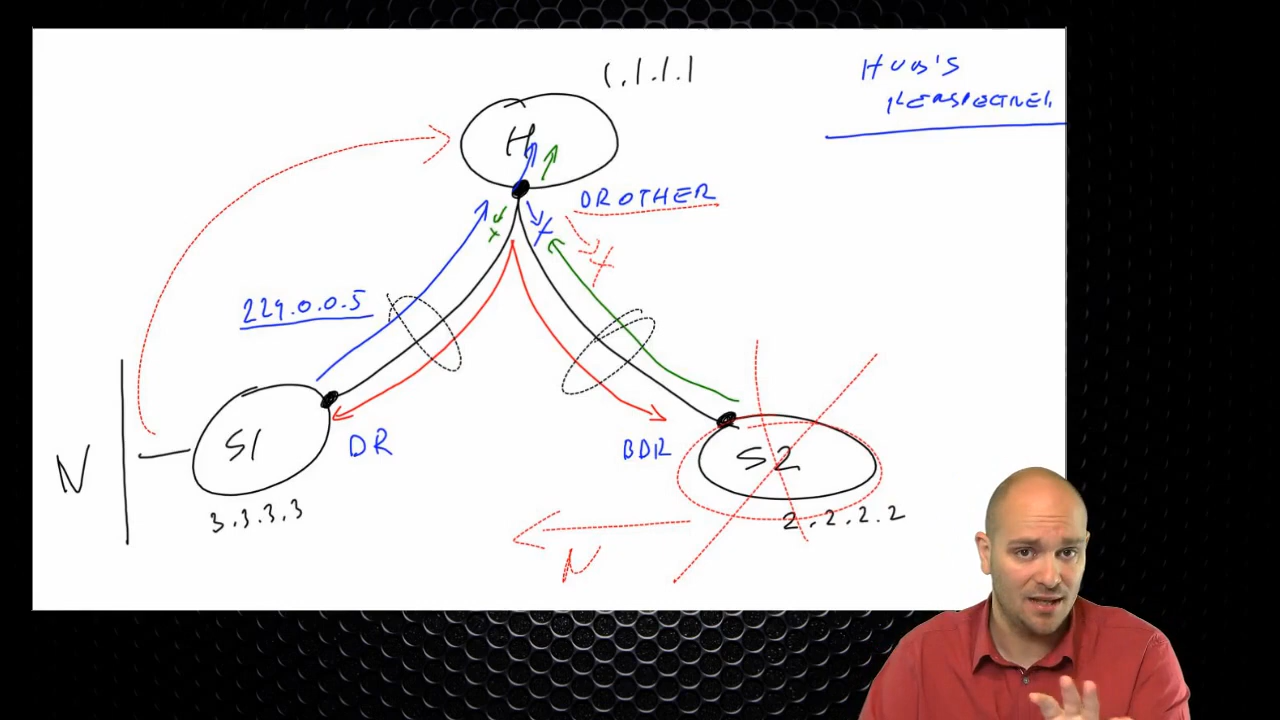 1.1.1.1
HUB'S
PERSPECTIVE
H
DROTHER
224.0.0.5
S1
DR
BDR
S2
N
3.3.3.3
2.2.2.2
N